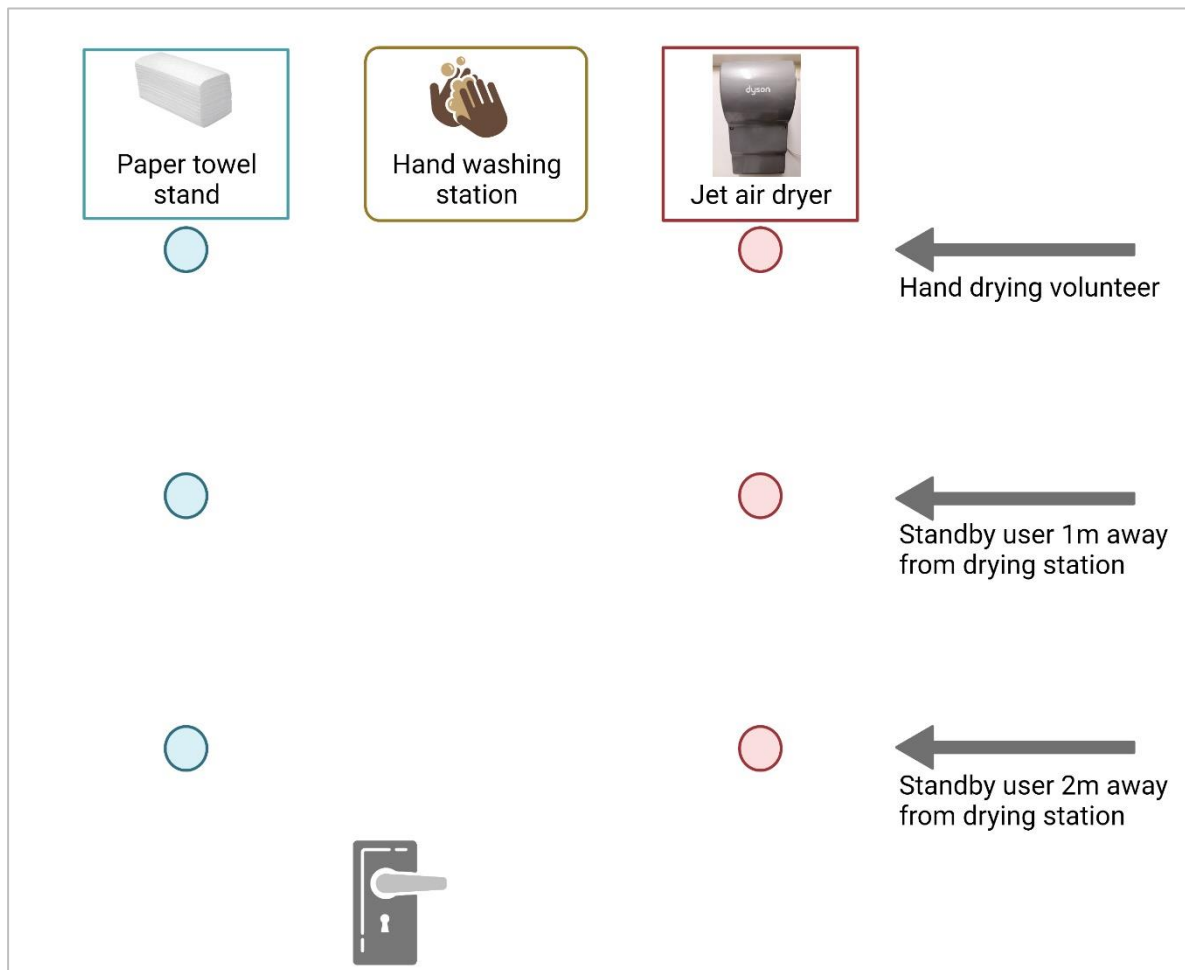 Paper towel
stand
Hand washing
station
dyson
Jet air dryer
Hand drying volunteer
Standby user 1m away
from drying station
Standby user 2m away
from drying station